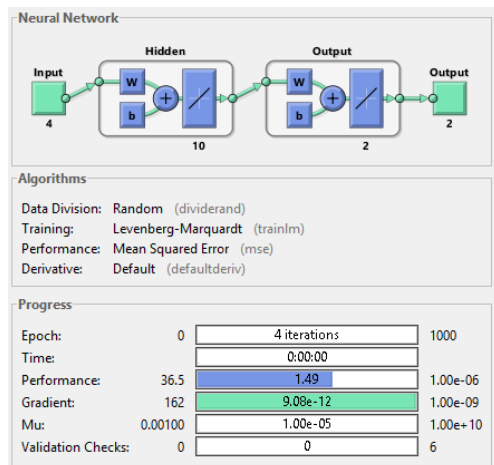 Neural Network
Hidden Output
Input Output
W W
+ +
b b
4 10 2 2
Algorithms
Data Division: Random (dividerand)
Training: Levenberg-Marquardt (trainlm)
Performance: Mean Squared Error (mse)
Derivative: Default (defaultderiv)
Progress
Epoch: 0 4 iterations 1000
Time: 0:00:00
Performance: 36.5 1.49 1.00e-06
Gradient: 162 9.08e-12 1.00e-09
Mu: 0.00100 1.00e-05 1.00e+10
Validation Checks: 0 0 6